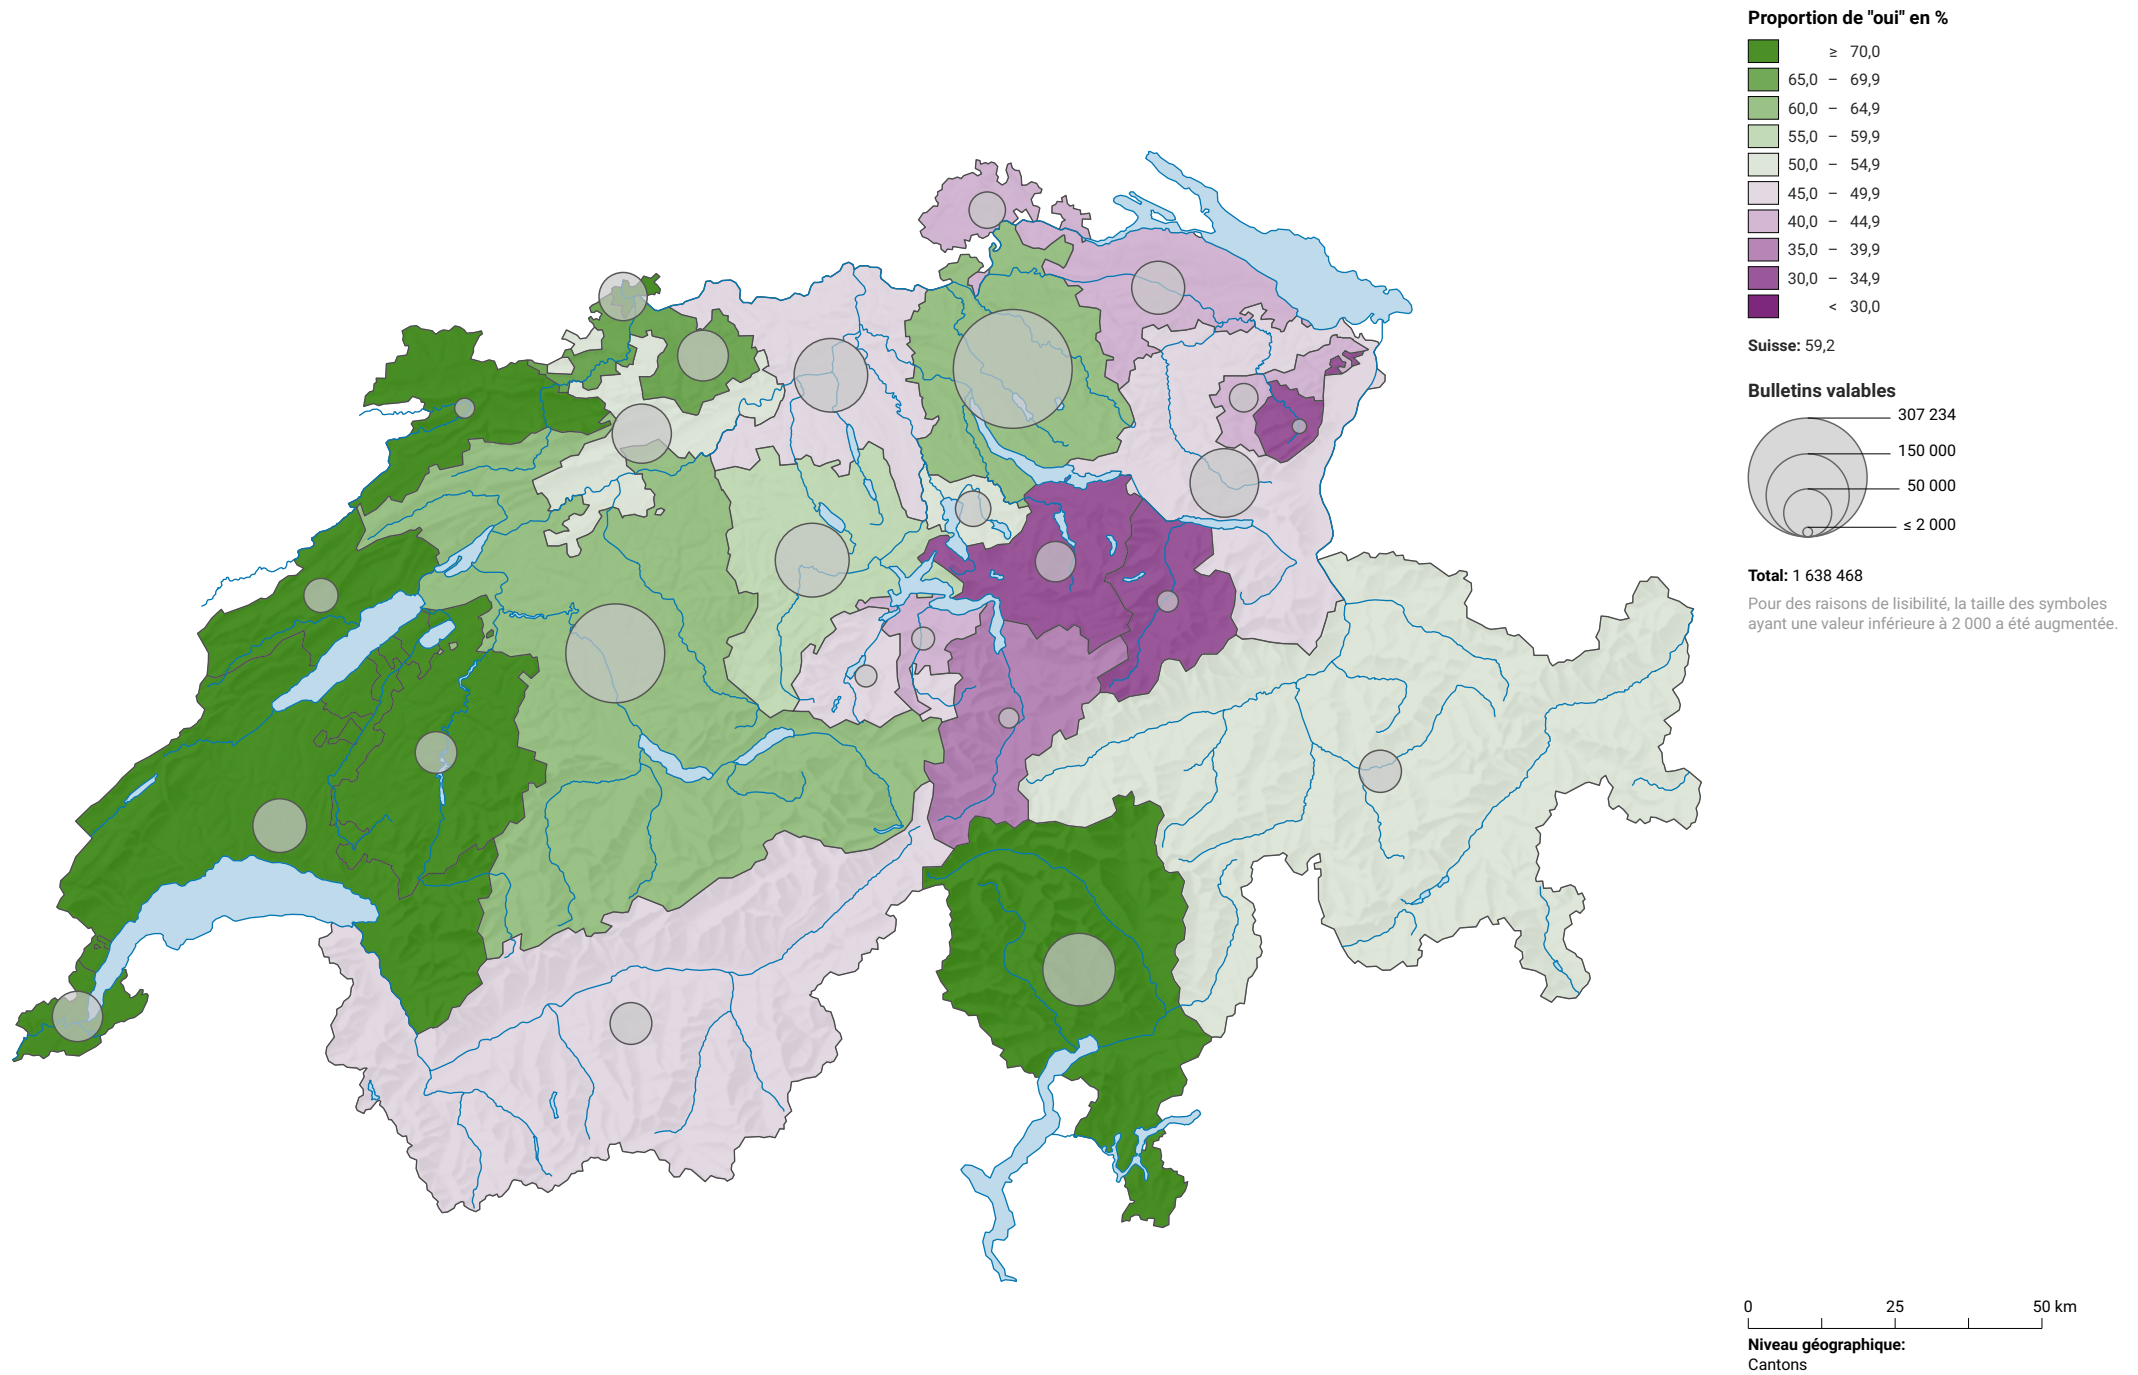 Proportion de "oui" en %
≥ 70,0
65,0 – 69,9
60,0 – 64,9
55,0 – 59,9
50,0 – 54,9
45,0 – 49,9
40,0 – 44,9
35,0 – 39,9
30,0 – 34,9
< 30,0
Suisse: 59,2
Bulletins valables
307 234
150 000
50 000
≤ 2 000
Total: 1 638 468
Pour des raisons de lisibilité, la taille des symboles
ayant une valeur inférieure à 2 000 a été augmentée.
0 25 50 km
Niveau géographique:
Cantons